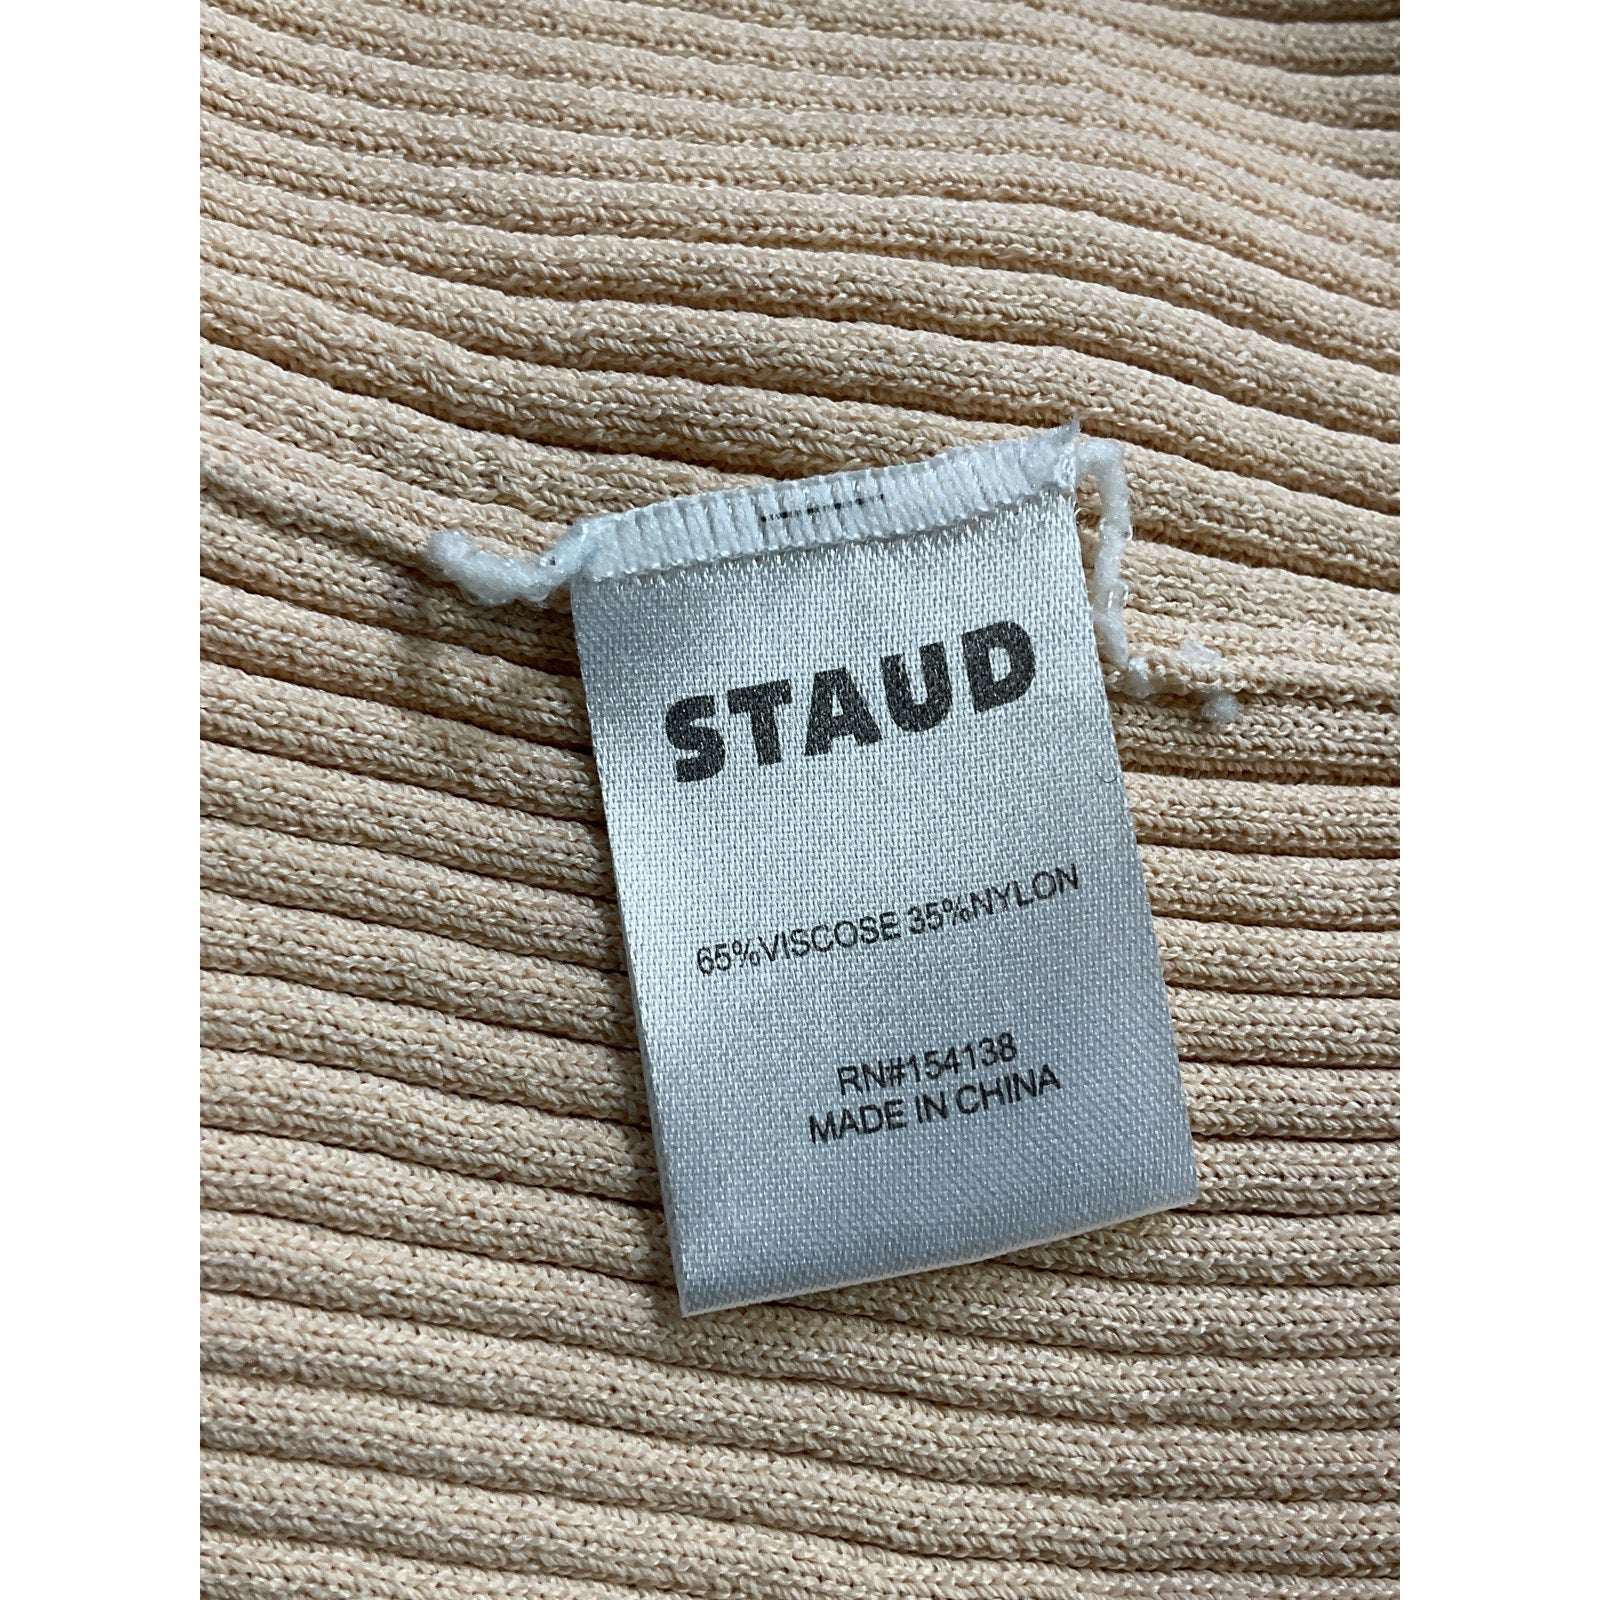 STAUD
65%VISCOSE 35%NYLON
RN#154138
MADE IN CHINA